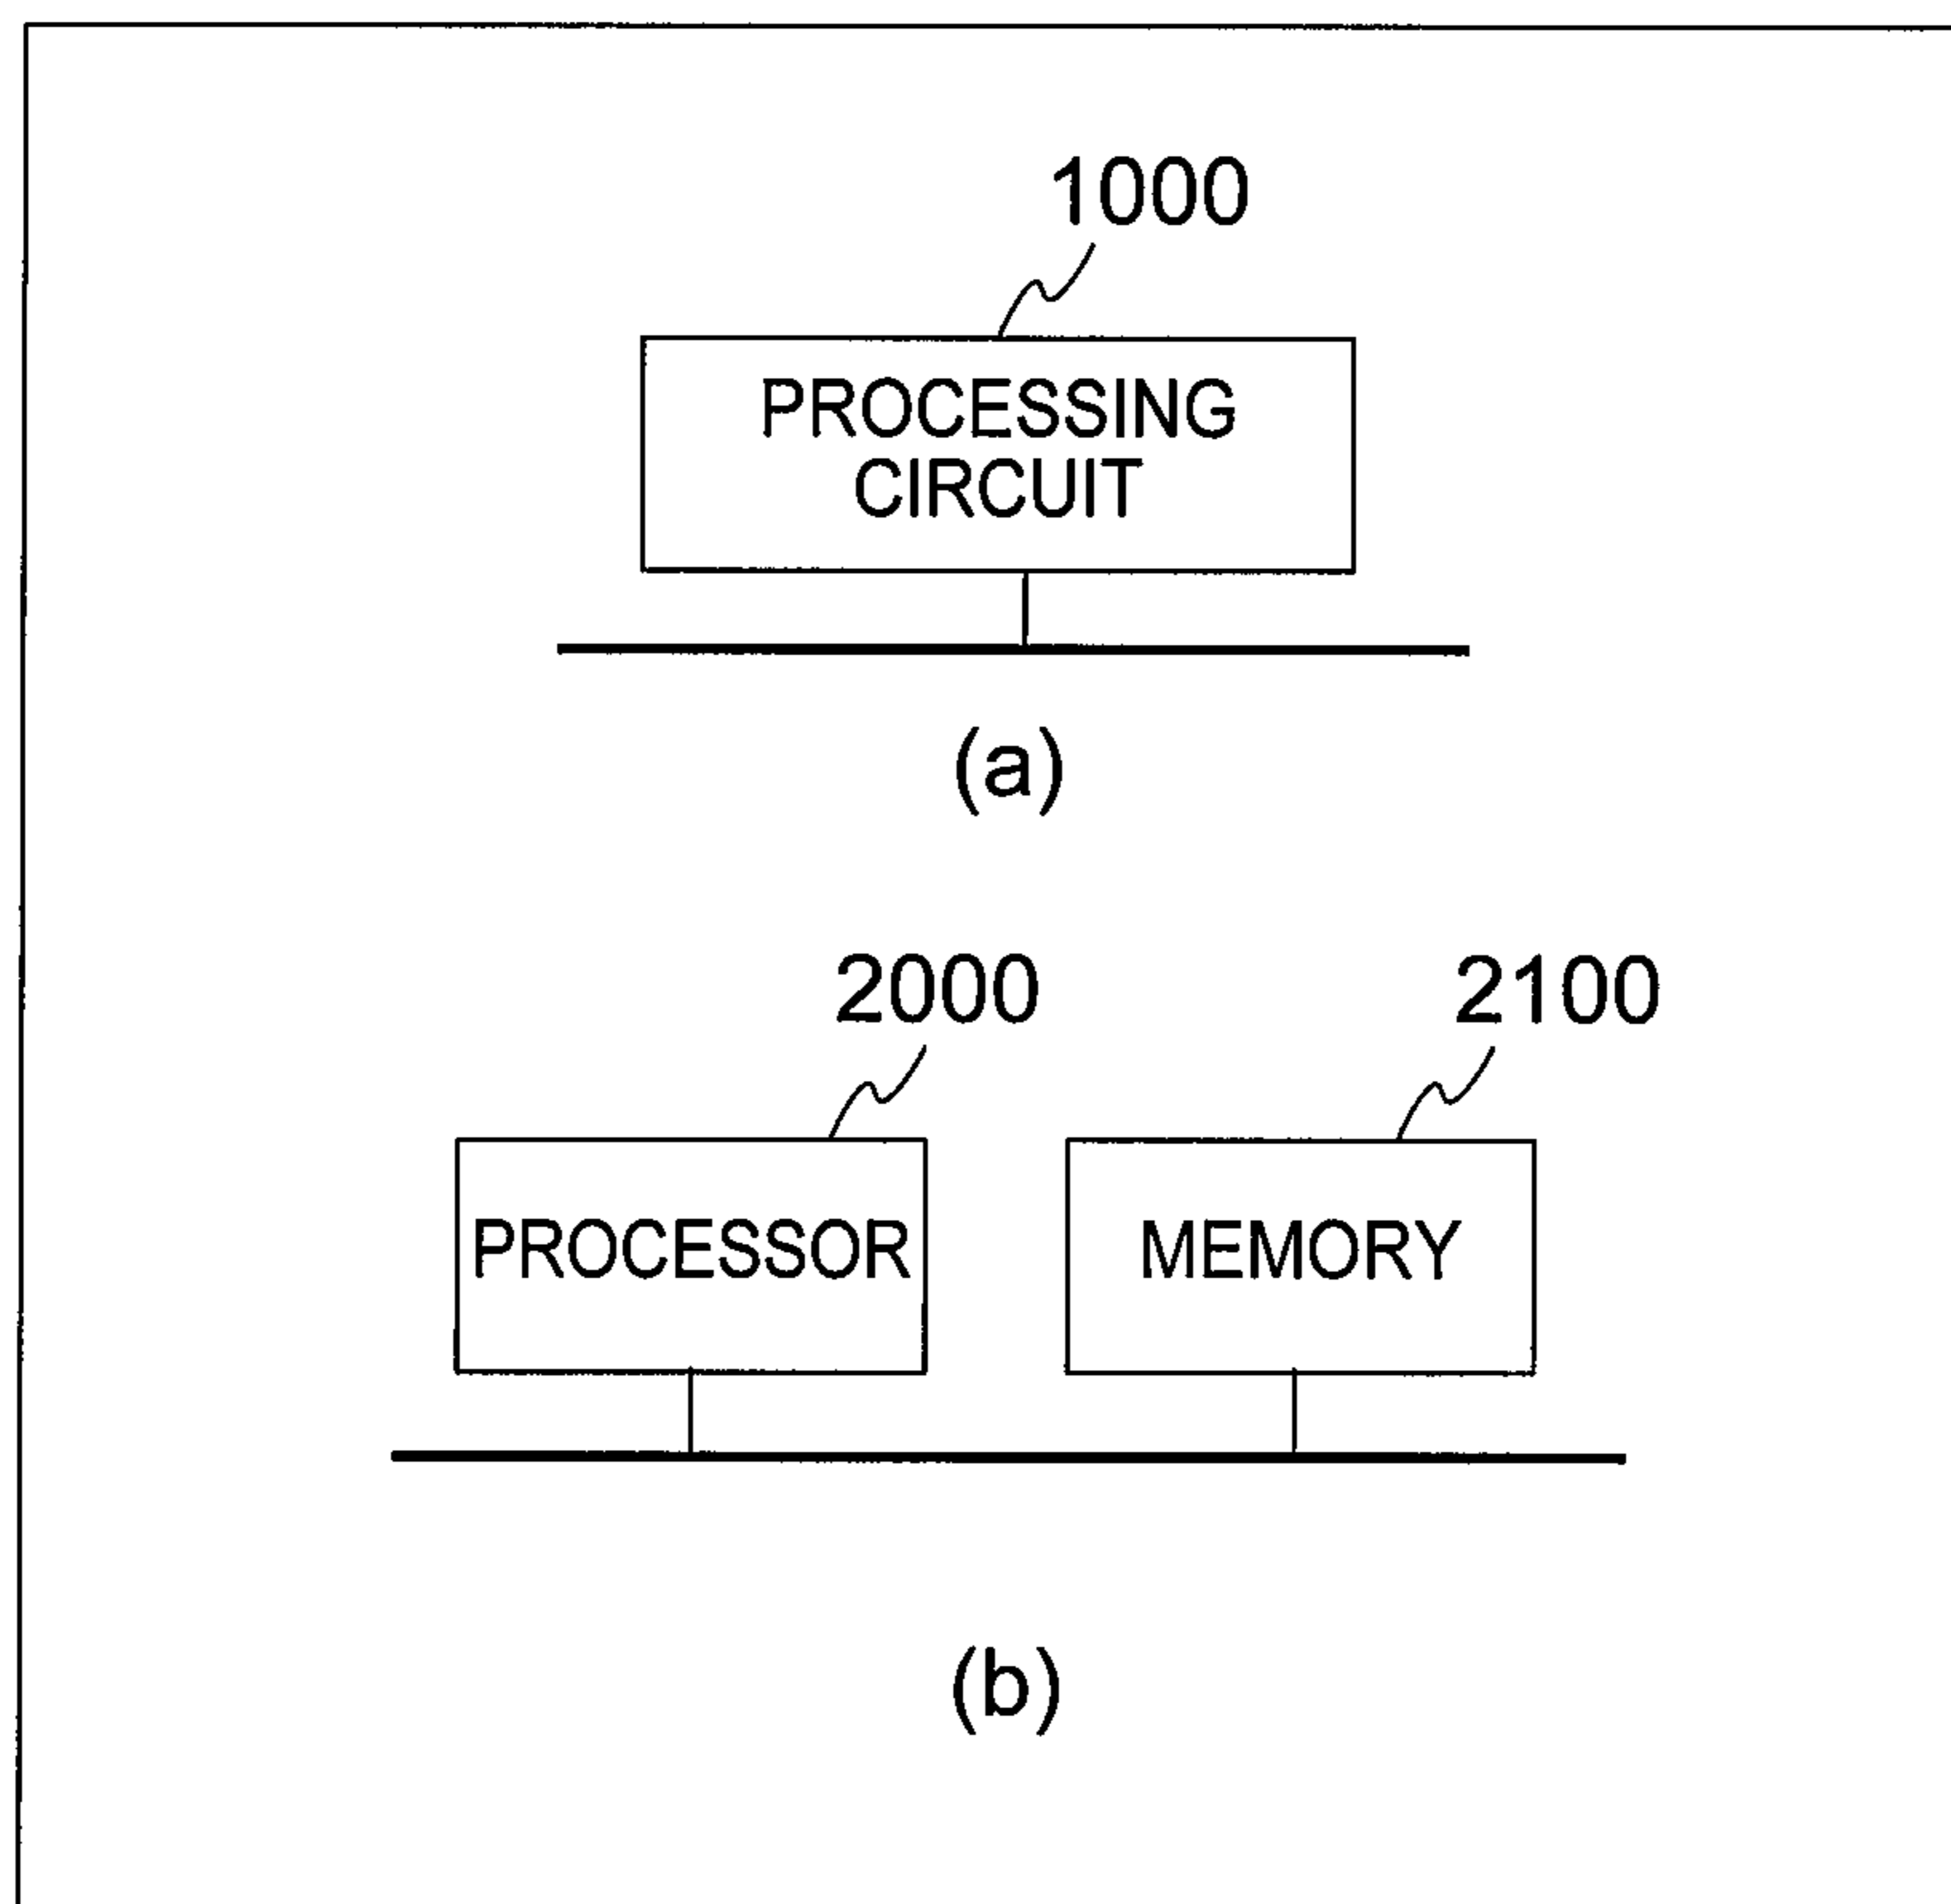 1000
PROCESSING
CIRCUIT
(a)
2000
2100
PROCESSOR
MEMORY
(b)